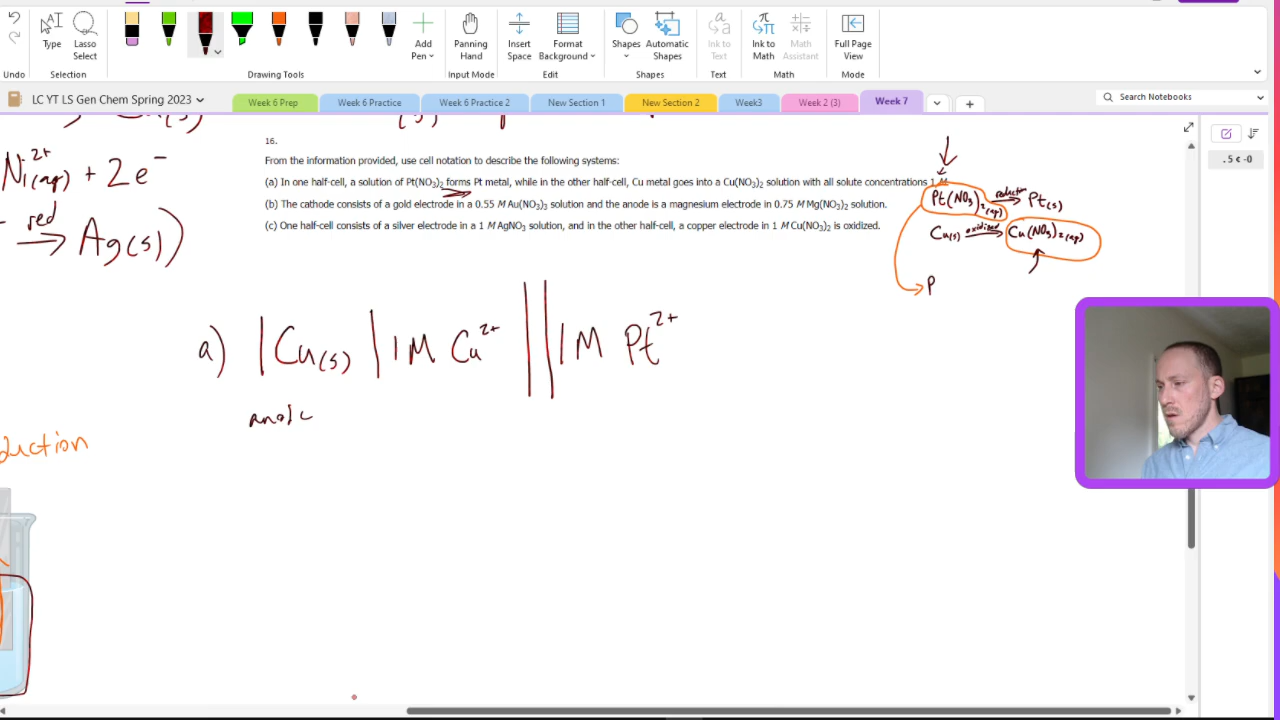 Undo
Type
Lasso Select
Selection
Drawing Tools
Add Pen
Panning Hand
Input Mode
Insert Space
Format Background
Edit
Shapes
Automatic Shapes
Shapes
Ink to Text
Text
Ink to Math
Math Assistant
Math
Full Page View
Mode
LC YT LS Gen Chem Spring 2023
Week 6 Prep
Week 6 Practice
Week 6 Practice 2
New Section 1
New Section 2
Week3
Week 2 (3)
Week 7
Search Notebooks
.5 ¢ -0
16.
From the information provided, use cell notation to describe the following systems:
(a) In one half-cell, a solution of Pt(NO3)2 forms Pt metal, while in the other half-cell, Cu metal goes into a Cu(NO3)2 solution with all solute concentrations 1 M.
(b) The cathode consists of a gold electrode in a 0.55 M Au(NO3)3 solution and the anode is a magnesium electrode in 0.75 M Mg(NO3)2 solution.
(c) One half-cell consists of a silver electrode in a 1 M AgNO3 solution, and in the other half-cell, a copper electrode in 1 M Cu(NO3)2 is oxidized.
Pt(NO3)2(aq) reduction → Pt(s)
Cu(s) oxidized → Cu(NO3)2(aq)
P
Ni2+(aq) + 2e-
red → Ag(s))
a) | Cu(s) | 1 M Cu2+ || 1 M Pt2+
duction